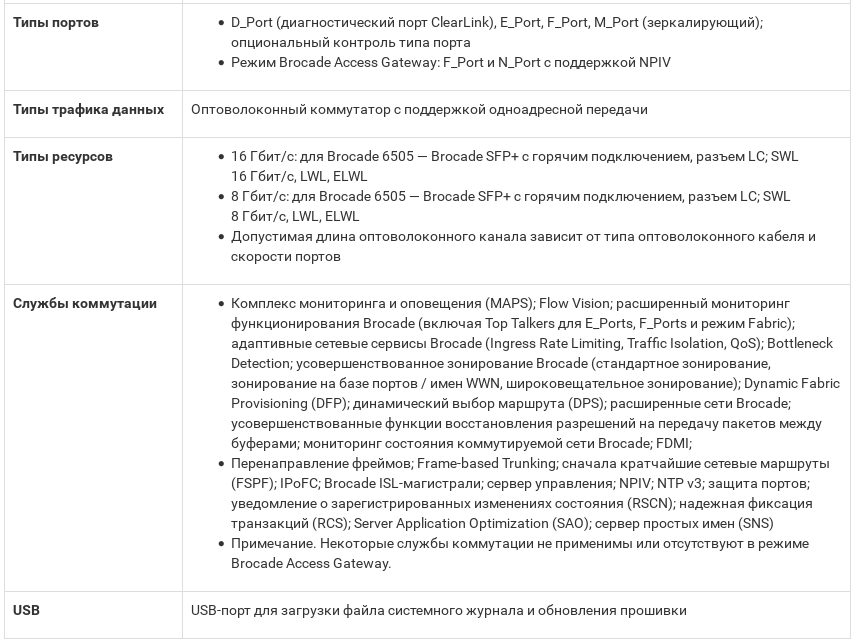 Типы портов
• D_Port (диагностический порт ClearLink), E_Port, F_Port, M_Port (зеркалирующий);
опциональный контроль типа порта
• Режим Brocade Access Gateway: F_Port и N_Port с поддержкой NPIV
Типы трафика данных
Оптоволоконный коммутатор с поддержкой одноадресной передачи
Типы ресурсов
• 16 Гбит/с: для Brocade 6505 — Brocade SFP+ с горячим подключением, разъем LC; SWL
16 Гбит/с, LWL, ELWL
• 8 Гбит/с: для Brocade 6505 — Brocade SFP+ с горячим подключением, разъем LC; SWL
8 Гбит/с, LWL, ELWL
• Допустимая длина оптоволоконного канала зависит от типа оптоволоконного кабеля и
скорости портов
Службы коммутации
• Комплекс мониторинга и оповещения (MAPS); Flow Vision; расширенный мониторинг
функционирования Brocade (включая Top Talkers для E_Ports, F_Ports и режим Fabric);
адаптивные сетевые сервисы Brocade (Ingress Rate Limiting, Traffic Isolation, QoS); Bottleneck
Detection; усовершенствованное зонирование Brocade (стандартное зонирование,
зонирование на базе портов / имен WWN, широковещательное зонирование); Dynamic Fabric
Provisioning (DFP); динамический выбор маршрута (DPS); расширенные сети Brocade;
усовершенствованные функции восстановления разрешений на передачу пакетов между
буферами; мониторинг состояния коммутируемой сети Brocade; FDMI;
• Перенаправление фреймов; Frame-based Trunking; сначала кратчайшие сетевые маршруты
(FSPF); IPoFC; Brocade ISL-магистрали; сервер управления; NPIV; NTP v3; защита портов;
уведомление о зарегистрированных изменениях состояния (RSCN); надежная фиксация
транзакций (RCS); Server Application Optimization (SAO); сервер простых имен (SNS)
• Примечание. Некоторые службы коммутации не применимы или отсутствуют в режиме
Brocade Access Gateway.
USB
USB-порт для загрузки файла системного журнала и обновления прошивки